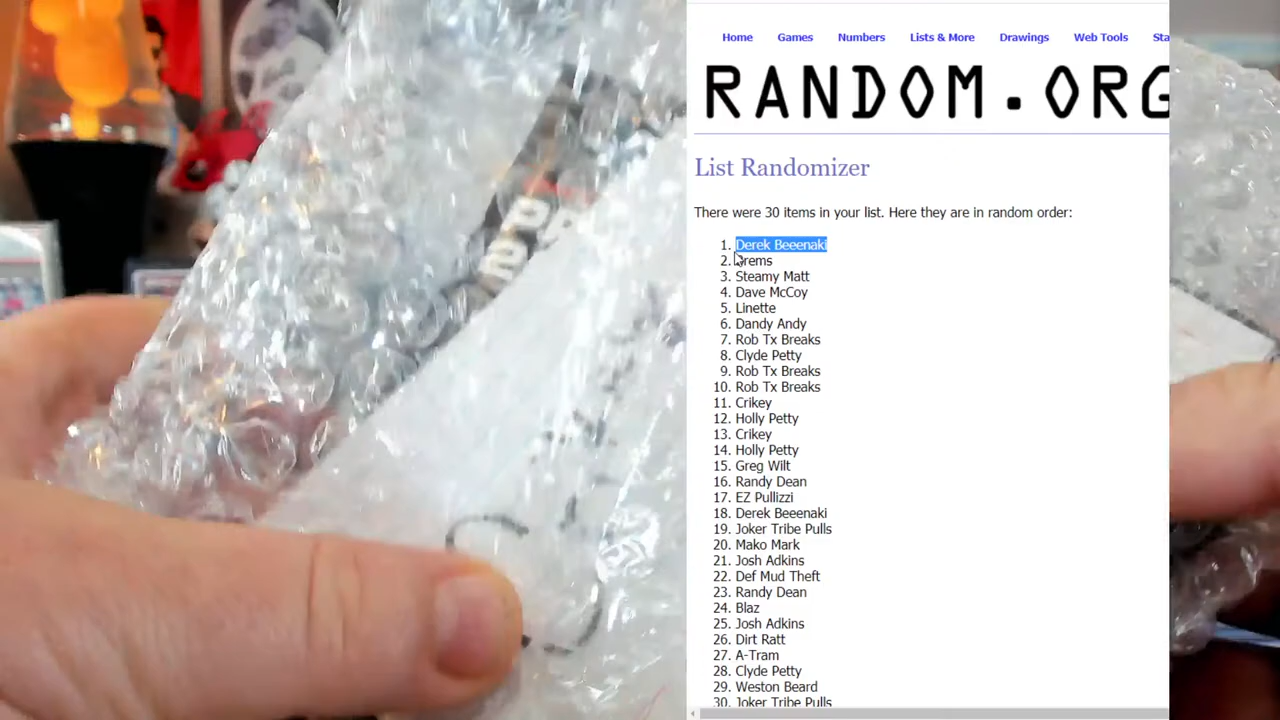 Home Games Numbers Lists & More Drawings Web Tools Sta
RANDOM.ORG
List Randomizer
There were 30 items in your list. Here they are in random order:
1. Derek Beeenaki
2. Grems
3. Steamy Matt
4. Dave McCoy
5. Linette
6. Dandy Andy
7. Rob Tx Breaks
8. Clyde Petty
9. Rob Tx Breaks
10. Rob Tx Breaks
11. Crikey
12. Holly Petty
13. Crikey
14. Holly Petty
15. Greg Wilt
16. Randy Dean
17. EZ Pullizzi
18. Derek Beeenaki
19. Joker Tribe Pulls
20. Mako Mark
21. Josh Adkins
22. Def Mud Theft
23. Randy Dean
24. Blaz
25. Josh Adkins
26. Dirt Ratt
27. A-Tram
28. Clyde Petty
29. Weston Beard
30. Joker Tribe Pulls